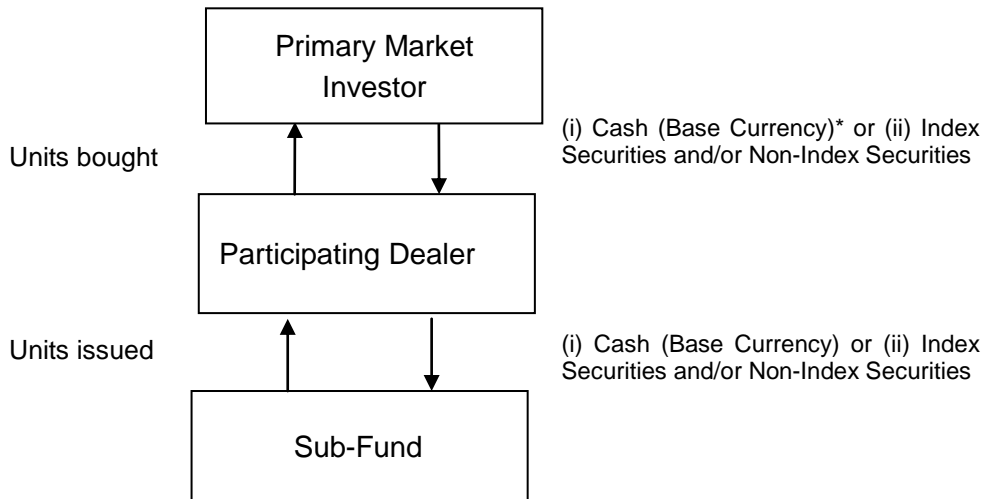 Primary Market
Investor
(i) Cash (Base Currency)* or (ii) Index
Securities and/or Non-Index Securities
Units bought
Participating Dealer
Units issued
(i) Cash (Base Currency) or (ii) Index
Securities and/or Non-Index Securities
Sub-Fund